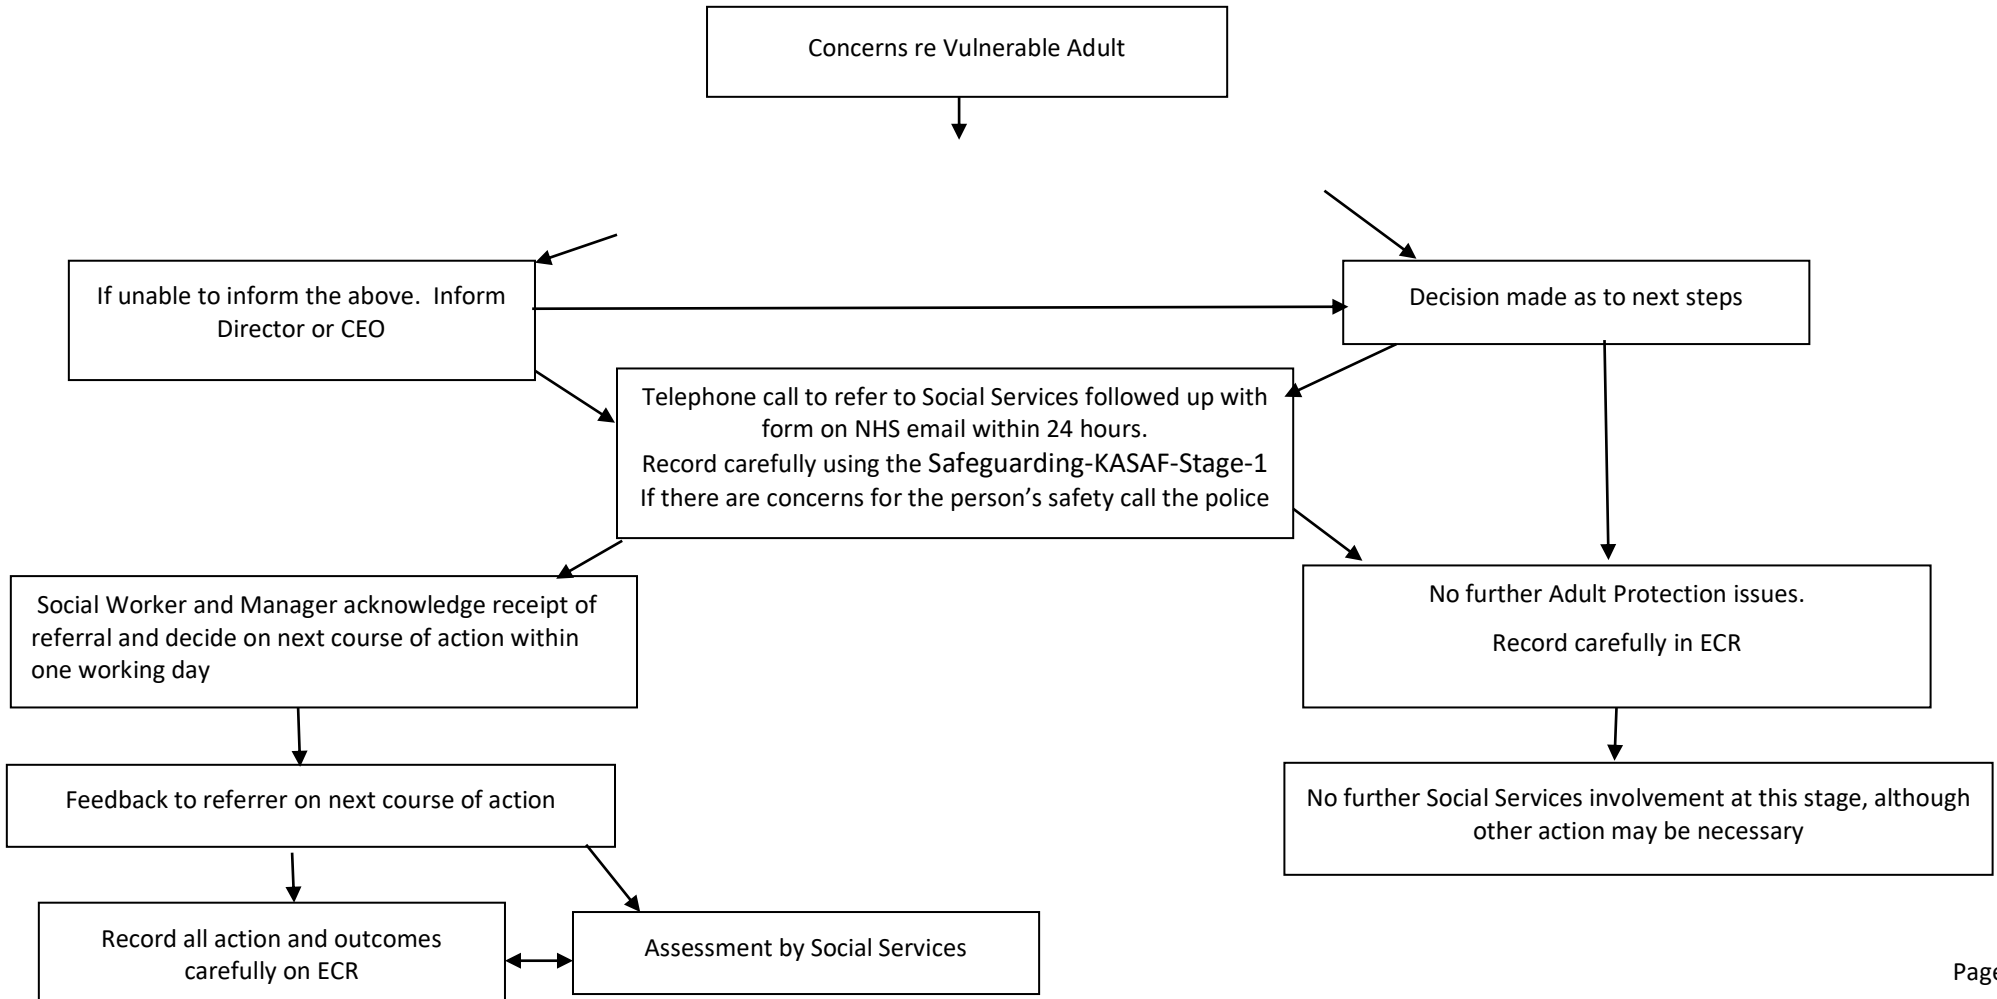 Concerns re Vulnerable Adult
If unable to inform the above.  Inform
Director or CEO
Decision made as to next steps
Telephone call to refer to Social Services followed up with
form on NHS email within 24 hours.
Record carefully using the Safeguarding-KASAF-Stage-1
If there are concerns for the person’s safety call the police
Social Worker and Manager acknowledge receipt of
referral and decide on next course of action within
one working day
No further Adult Protection issues.
Record carefully in ECR
Feedback to referrer on next course of action
No further Social Services involvement at this stage, although
other action may be necessary
Record all action and outcomes
carefully on ECR
Assessment by Social Services
Page